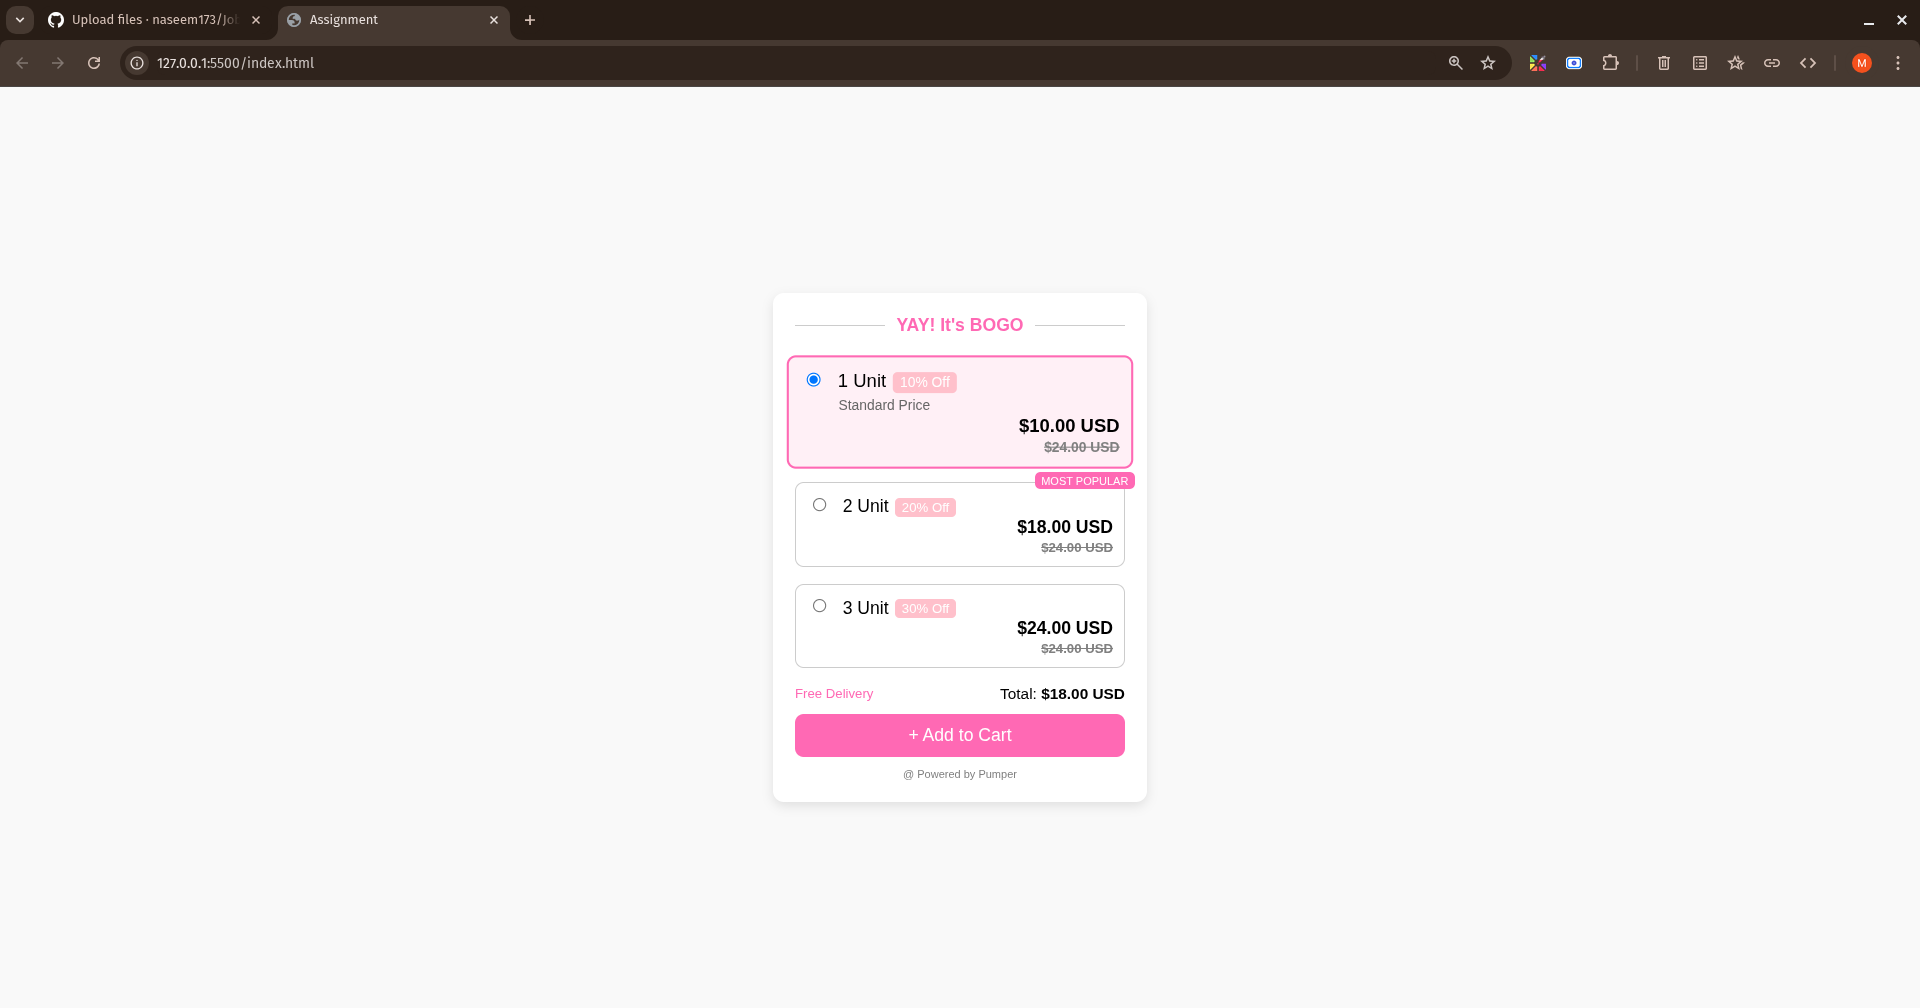 Upload files · naseem173/Jol
Assignment
127.0.0.1:5500/index.html
M
YAY! It's BOGO
1 Unit 10% Off
Standard Price
$10.00 USD
$24.00 USD
MOST POPULAR
2 Unit 20% Off
$18.00 USD
$24.00 USD
3 Unit 30% Off
$24.00 USD
$24.00 USD
Free Delivery Total: $18.00 USD
+ Add to Cart
@ Powered by Pumper